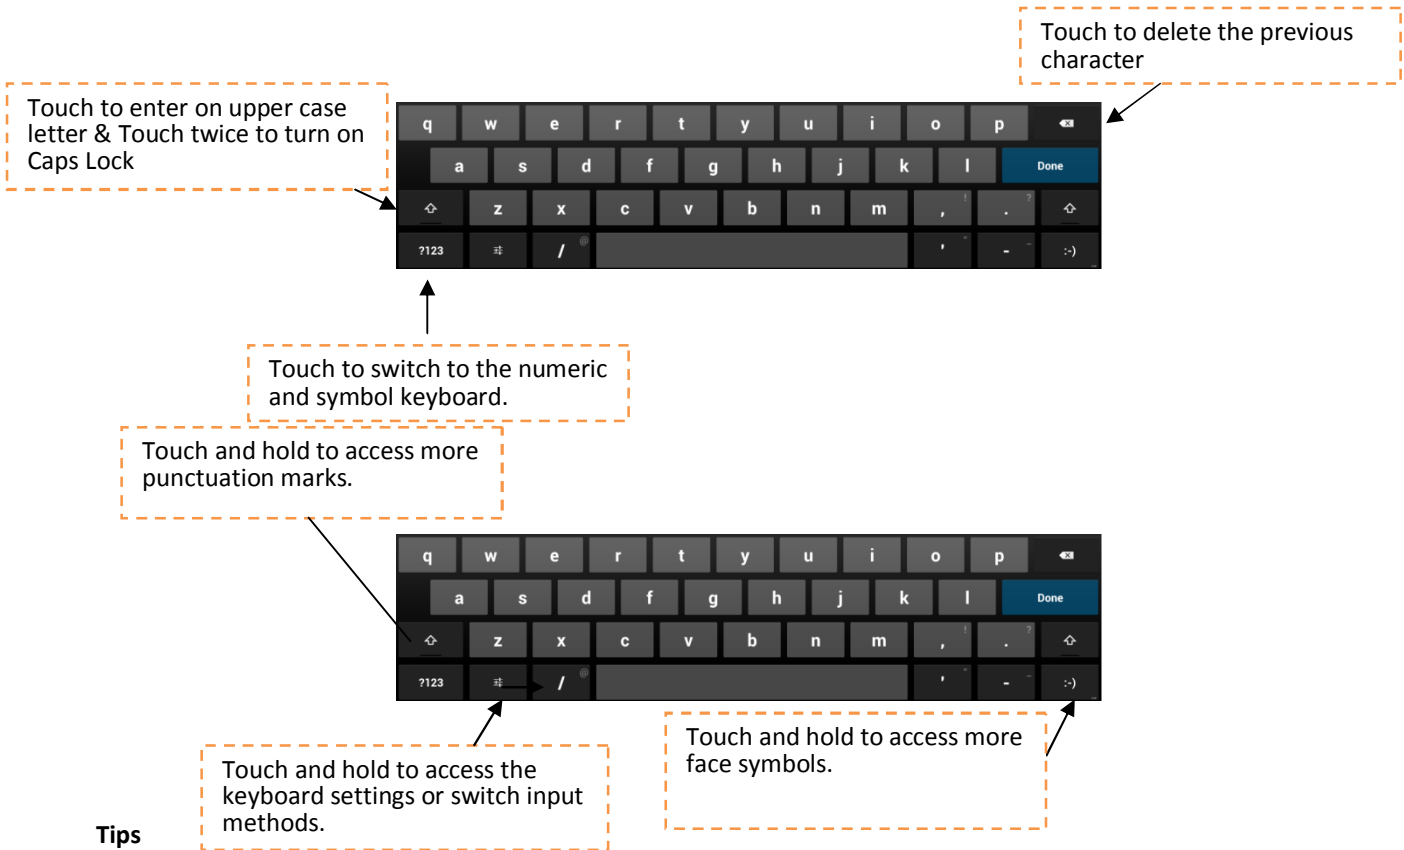 Touch to delete the previous
character
Touch to enter on upper case
letter & Touch twice to turn on
Caps Lock
q w e r t y u i o p
a s d f g h j k l Done
z x c v b n m , ! . ?
?123 / @ ' " - _ :-)
Touch to switch to the numeric
and symbol keyboard.
Touch and hold to access more
punctuation marks.
q w e r t y u i o p
a s d f g h j k l Done
z x c v b n m , ! . ?
?123 / @ ' " - _ :-)
Touch and hold to access more
face symbols.
Touch and hold to access the
keyboard settings or switch input
methods.
Tips